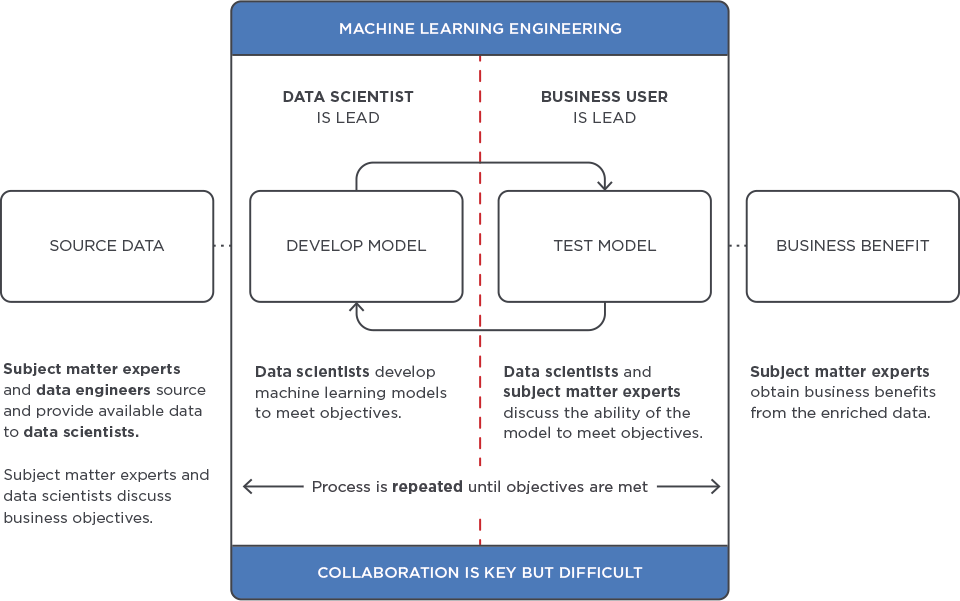 MACHINE LEARNING ENGINEERING
DATA SCIENTIST
IS LEAD
BUSINESS USER
IS LEAD
SOURCE DATA
DEVELOP MODEL
TEST MODEL
BUSINESS BENEFIT
Subject matter experts
and data engineers source
and provide available data
to data scientists.
Subject matter experts and
data scientists discuss
business objectives.
Data scientists develop
machine learning models
to meet objectives.
Data scientists and
subject matter experts
discuss the ability of the
model to meet objectives.
Subject matter experts
obtain business benefits
from the enriched data.
Process is repeated until objectives are met
COLLABORATION IS KEY BUT DIFFICULT